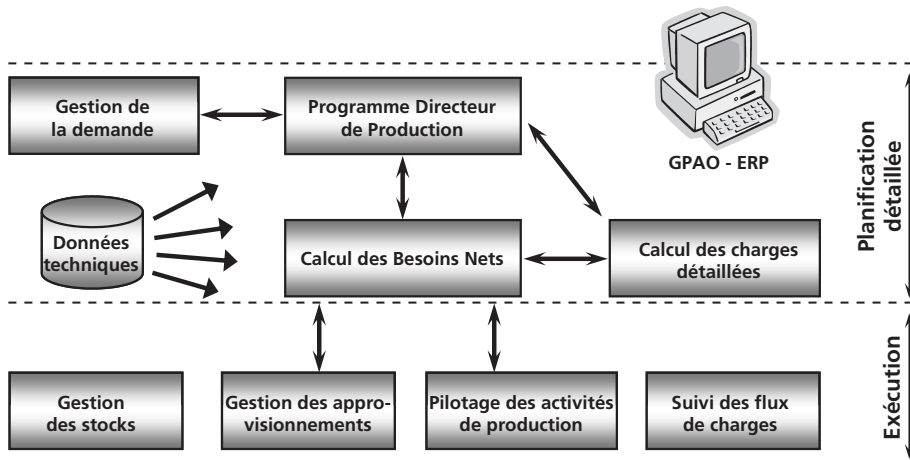 Gestion de
la demande
Programme Directeur
de Production
GPAO - ERP
Planification
détaillée
Données
techniques
Calcul des Besoins Nets
Calcul des charges
détaillées
Gestion
des stocks
Gestion des appro-
visionnements
Pilotage des activités
de production
Suivi des flux
de charges
Exécution